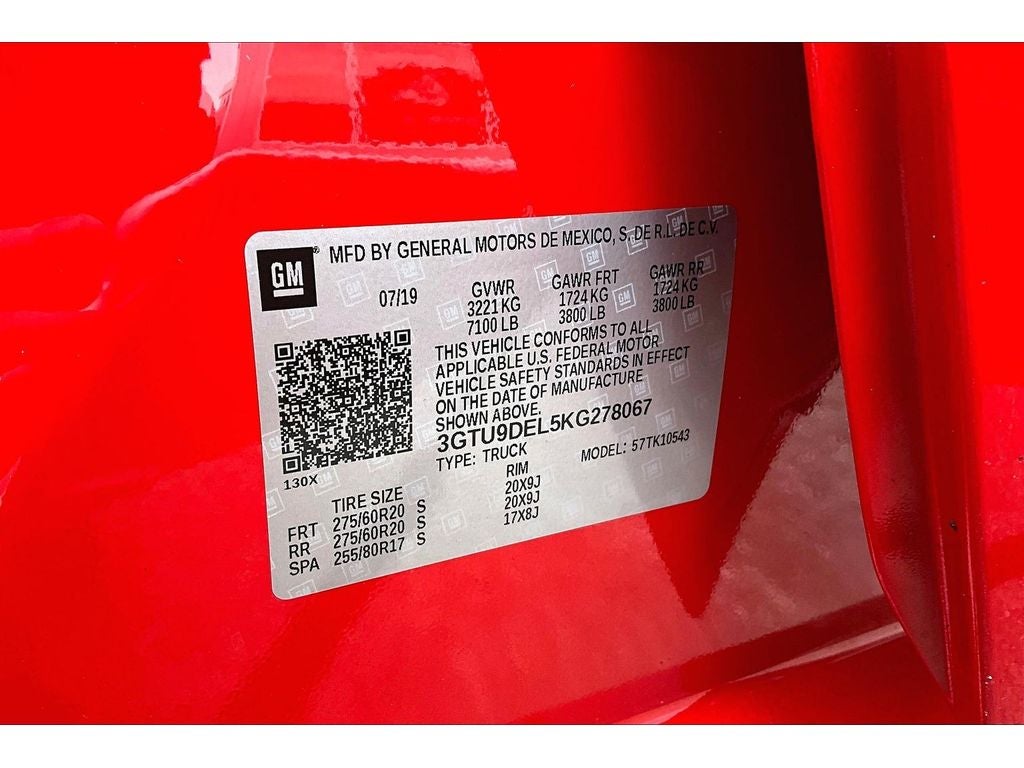 GM
MFD BY GENERAL MOTORS DE MEXICO, S. DE R.L. DE C.V.
07/19 GVWR GAWR FRT GAWR RR
3221 KG 1724 KG 1724 KG
7100 LB 3800 LB 3800 LB
THIS VEHICLE CONFORMS TO ALL
APPLICABLE U.S. FEDERAL MOTOR
VEHICLE SAFETY STANDARDS IN EFFECT
ON THE DATE OF MANUFACTURE
SHOWN ABOVE.
3GTU9DEL5KG278067
TYPE: TRUCK MODEL: 57TK10543
130X
TIRE SIZE RIM
FRT 275/60R20 S 20X9J
RR 275/60R20 S 20X9J
SPA 255/80R17 S 17X8J